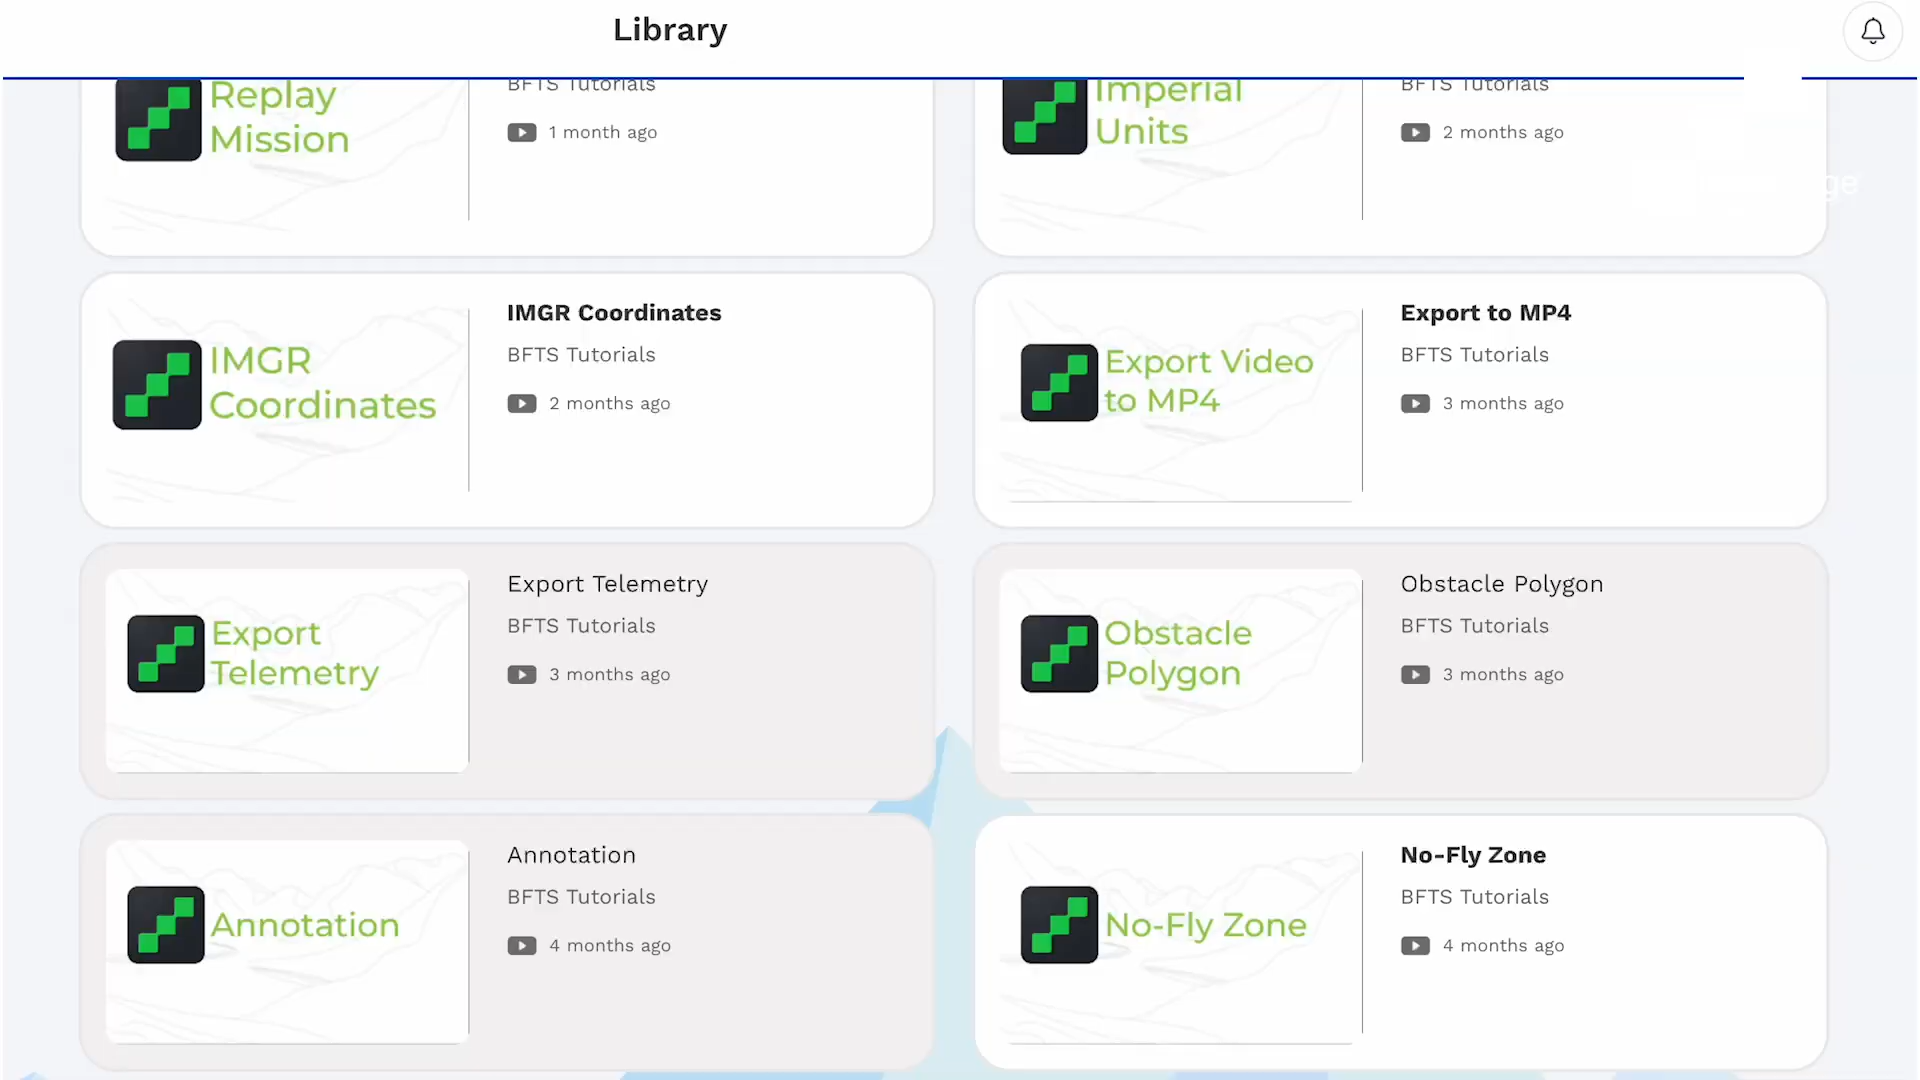 Library
Replay
Mission
BFTS Tutorials
1 month ago
Imperial
Units
BFTS Tutorials
2 months ago
ge
IMGR
Coordinates
IMGR Coordinates
BFTS Tutorials
2 months ago
Export Video
to MP4
Export to MP4
BFTS Tutorials
3 months ago
Export
Telemetry
Export Telemetry
BFTS Tutorials
3 months ago
Obstacle
Polygon
Obstacle Polygon
BFTS Tutorials
3 months ago
Annotation
Annotation
BFTS Tutorials
4 months ago
No-Fly Zone
No-Fly Zone
BFTS Tutorials
4 months ago